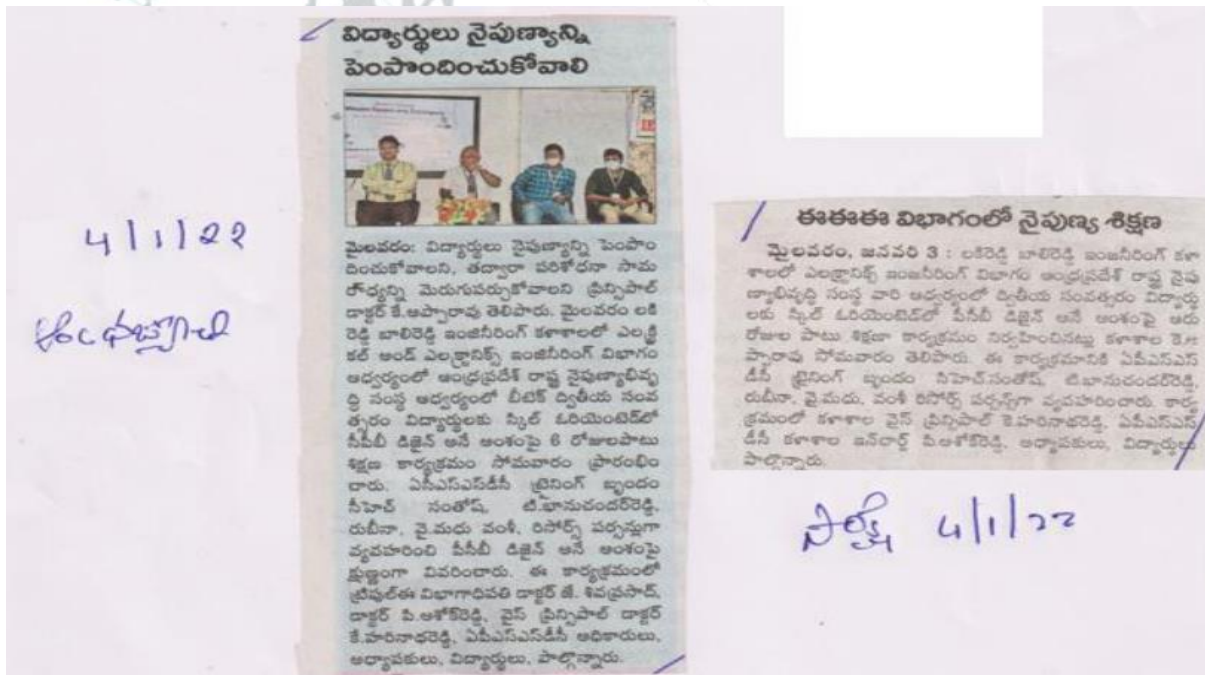 విద్యార్థులు నైపుణ్యాన్ని
పెంపొందించుకోవాలి
మైలవరం: విద్యార్థులు నైపుణ్యాన్ని పెంపొం
దించుకోవాలని, తద్వారా పరిశోధనా సామ
ర్థ్యాన్ని మెరుగుపర్చుకోవాలని ప్రిన్సిపాల్
డాక్టర్ కే.అప్పారావు తెలిపారు. మైలవరం లకి
రెడ్డి బాలిరెడ్డి ఇంజినీరింగ్ కళాశాలలో ఎలక్ట్రి
కల్ అండ్ ఎలక్ట్రానిక్స్ ఇంజినీరింగ్ విభాగం
ఆధ్వర్యంలో ఆంధ్రప్రదేశ్ రాష్ట్ర నైపుణ్యాభివృ
ద్ధి సంస్థ ఆధ్వర్యంలో బీటెక్ ద్వితీయ సంవ
త్సరం విద్యార్థులకు స్కిల్ ఓరియెంటెడ్‌లో
పీసీబీ డిజైన్ అనే అంశంపై 6 రోజులపాటు
శిక్షణ కార్యక్రమం సోమవారం ప్రారంభిం
చారు. ఏపీఎస్ఎస్‌డీసీ ట్రైనింగ్ బృందం
సీహెచ్ సంతోష్, టి.భానుచందర్‌రెడ్డి,
రుబీనా, వై.మధు వంశీ, రిసోర్స్ పర్సన్లుగా
వ్యవహరించి పీసీబీ డిజైన్ అనే అంశంపై
క్షుణ్ణంగా వివరించారు. ఈ కార్యక్రమంలో
ట్రిపుల్ఈ విభాగాధిపతి డాక్టర్ జే. శివప్రసాద్,
డాక్టర్ పి.అశోక్‌రెడ్డి, వైస్ ప్రిన్సిపాల్ డాక్టర్
కే.హరినాథరెడ్డి, ఏపీఎస్ఎస్‌డీసీ అధికారులు,
అధ్యాపకులు, విద్యార్థులు, పాల్గొన్నారు.
4/1/22
ఆంధ్రజ్యోతి
ఈఈఈ విభాగంలో నైపుణ్య శిక్షణ
మైలవరం, జనవరి 3 : లకిరెడ్డి బాలిరెడ్డి ఇంజనీరింగ్ కళా
శాలలో ఎలక్ట్రానిక్స్ ఇంజనీరింగ్ విభాగం ఆంధ్రప్రదేశ్ రాష్ట్ర నైపు
ణ్యాభివృద్ధి సంస్థ వారి ఆధ్వర్యంలో ద్వితీయ సంవత్సరం విద్యార్థు
లకు స్కిల్ ఓరియెంటెడ్‌లో పీసీబీ డిజైన్ అనే అంశంపై ఆరు
రోజుల పాటు శిక్షణా కార్యక్రమం నిర్వహించినట్లు కళాశాల కె.అ
ప్పారావు సోమవారం తెలిపారు. ఈ కార్యక్రమానికి ఏపీఎస్ఎస్
డీసీ ట్రైనింగ్ బృందం సిహెచ్.సంతోష్, టి.భానుచందర్‌రెడ్డి,
రుబీనా, వై.మధు, వంశీ రిసోర్స్ పర్సన్స్‌గా వ్యవహరించారు. కార్య
క్రమంలో కళాశాల వైస్ ప్రిన్సిపాల్ కె.హరినాథరెడ్డి, ఏపీఎస్ఎస్
డీసీ కళాశాల ఇన్‌ఛార్జ్ పి.అశోక్‌రెడ్డి, అధ్యాపకులు, విద్యార్థులు
పాల్గొన్నారు.
4/1/22